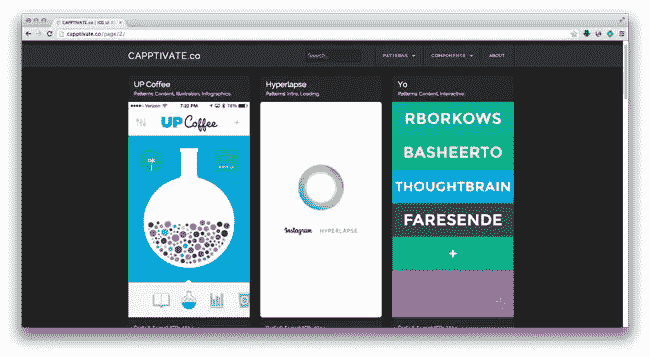 CAPPTIVATE.co | iOS
capptivate.co/page/2/
CAPPTIVATE.co
Search...
PATTERNS
COMPONENTS
ABOUT
UP Coffee
Patterns: Content, Illustration, Infographics.
Verizon
7:22 PM
UP Coffee
+
Hyperlapse
Patterns: Intro, Loading.
Instagram HYPERLAPSE
Yo
Patterns: Content, Interactive.
RBORKOWS
BASHEERTO
THOUGHTBRAIN
FARESENDE
+